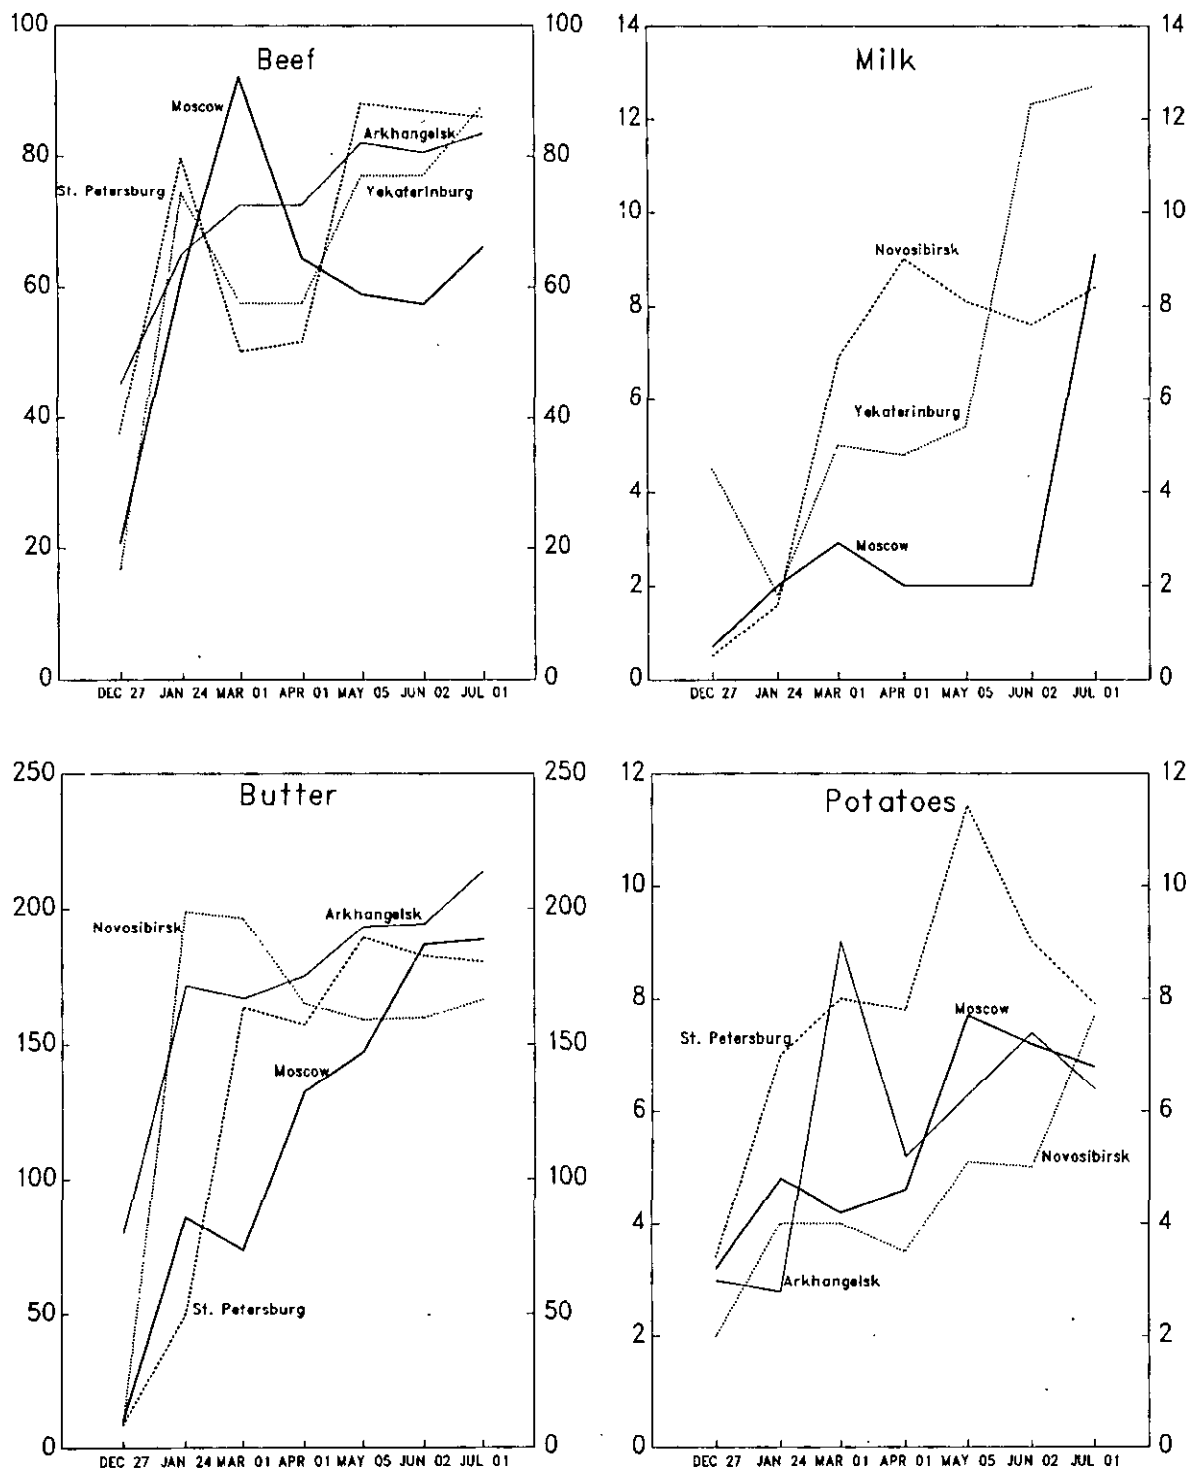 Beef
100 100
80 80
60 60
40 40
20 20
0 0
Moscow
Arkhangelsk
St. Petersburg
Yekaterinburg
DEC 27 JAN 24 MAR 01 APR 01 MAY 05 JUN 02 JUL 01
Milk
14 14
12 12
10 10
8 8
6 6
4 4
2 2
0 0
Novosibirsk
Yekaterinburg
Moscow
DEC 27 JAN 24 MAR 01 APR 01 MAY 05 JUN 02 JUL 01
Butter
250 250
200 200
150 150
100 100
50 50
0 0
Arkhangelsk
Novosibirsk
Moscow
St. Petersburg
DEC 27 JAN 24 MAR 01 APR 01 MAY 05 JUN 02 JUL 01
Potatoes
12 12
10 10
8 8
6 6
4 4
2 2
0 0
Moscow
St. Petersburg
Novosibirsk
Arkhangelsk
DEC 27 JAN 24 MAR 01 APR 01 MAY 05 JUN 02 JUL 01